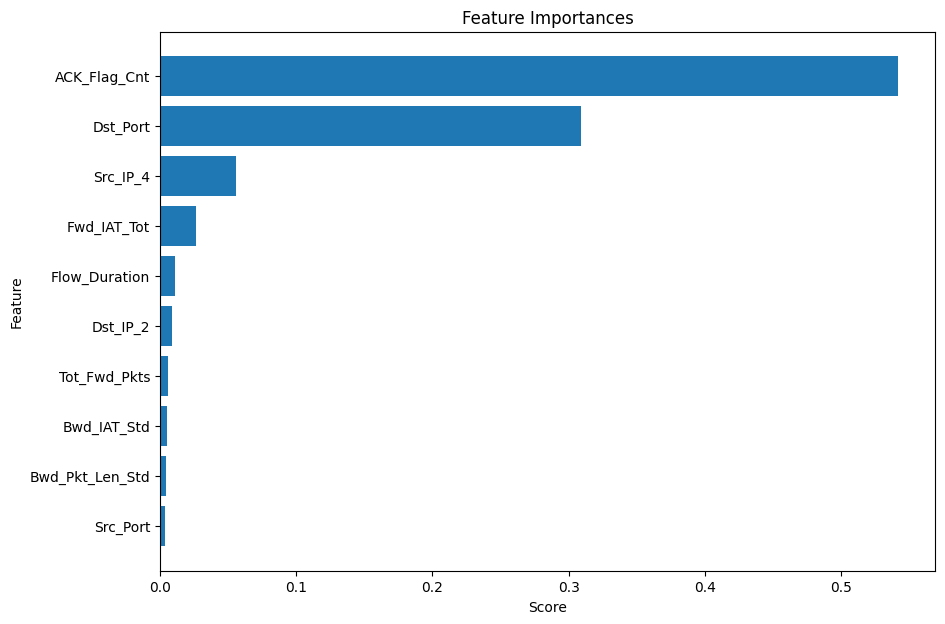 Feature Importances
ACK_Flag_Cnt
Dst_Port
Src_IP_4
Fwd_IAT_Tot
Flow_Duration
Dst_IP_2
Tot_Fwd_Pkts
Bwd_IAT_Std
Bwd_Pkt_Len_Std
Src_Port
Feature
0.0 0.1 0.2 0.3 0.4 0.5
Score